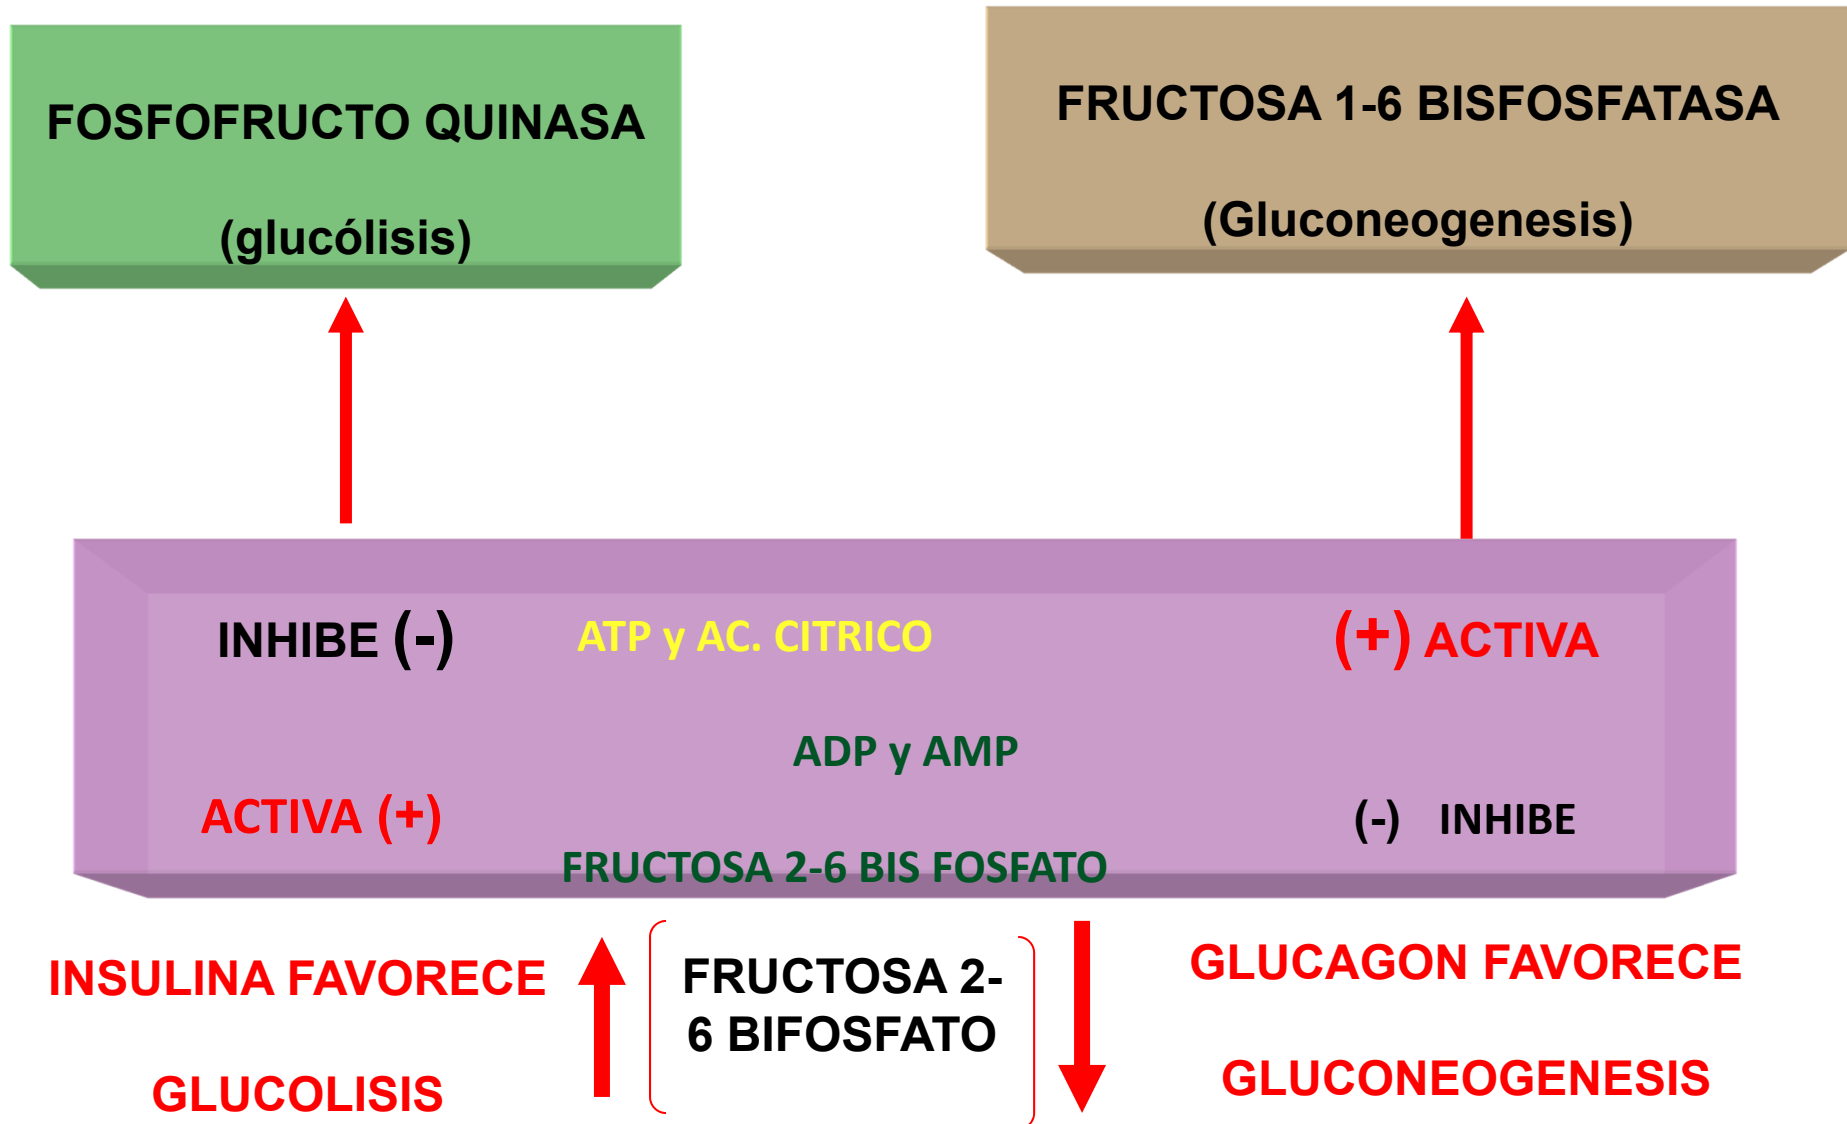 FOSFOFRUCTO QUINASA
(glucólisis)
FRUCTOSA 1-6 BISFOSFATASA
(Gluconeogenesis)
INHIBE (-)
ATP y AC. CITRICO
(+) ACTIVA
ADP y AMP
ACTIVA (+)
(-) INHIBE
FRUCTOSA 2-6 BIS FOSFATO
INSULINA FAVORECE
GLUCOLISIS
FRUCTOSA 2-
6 BIFOSFATO
GLUCAGON FAVORECE
GLUCONEOGENESIS